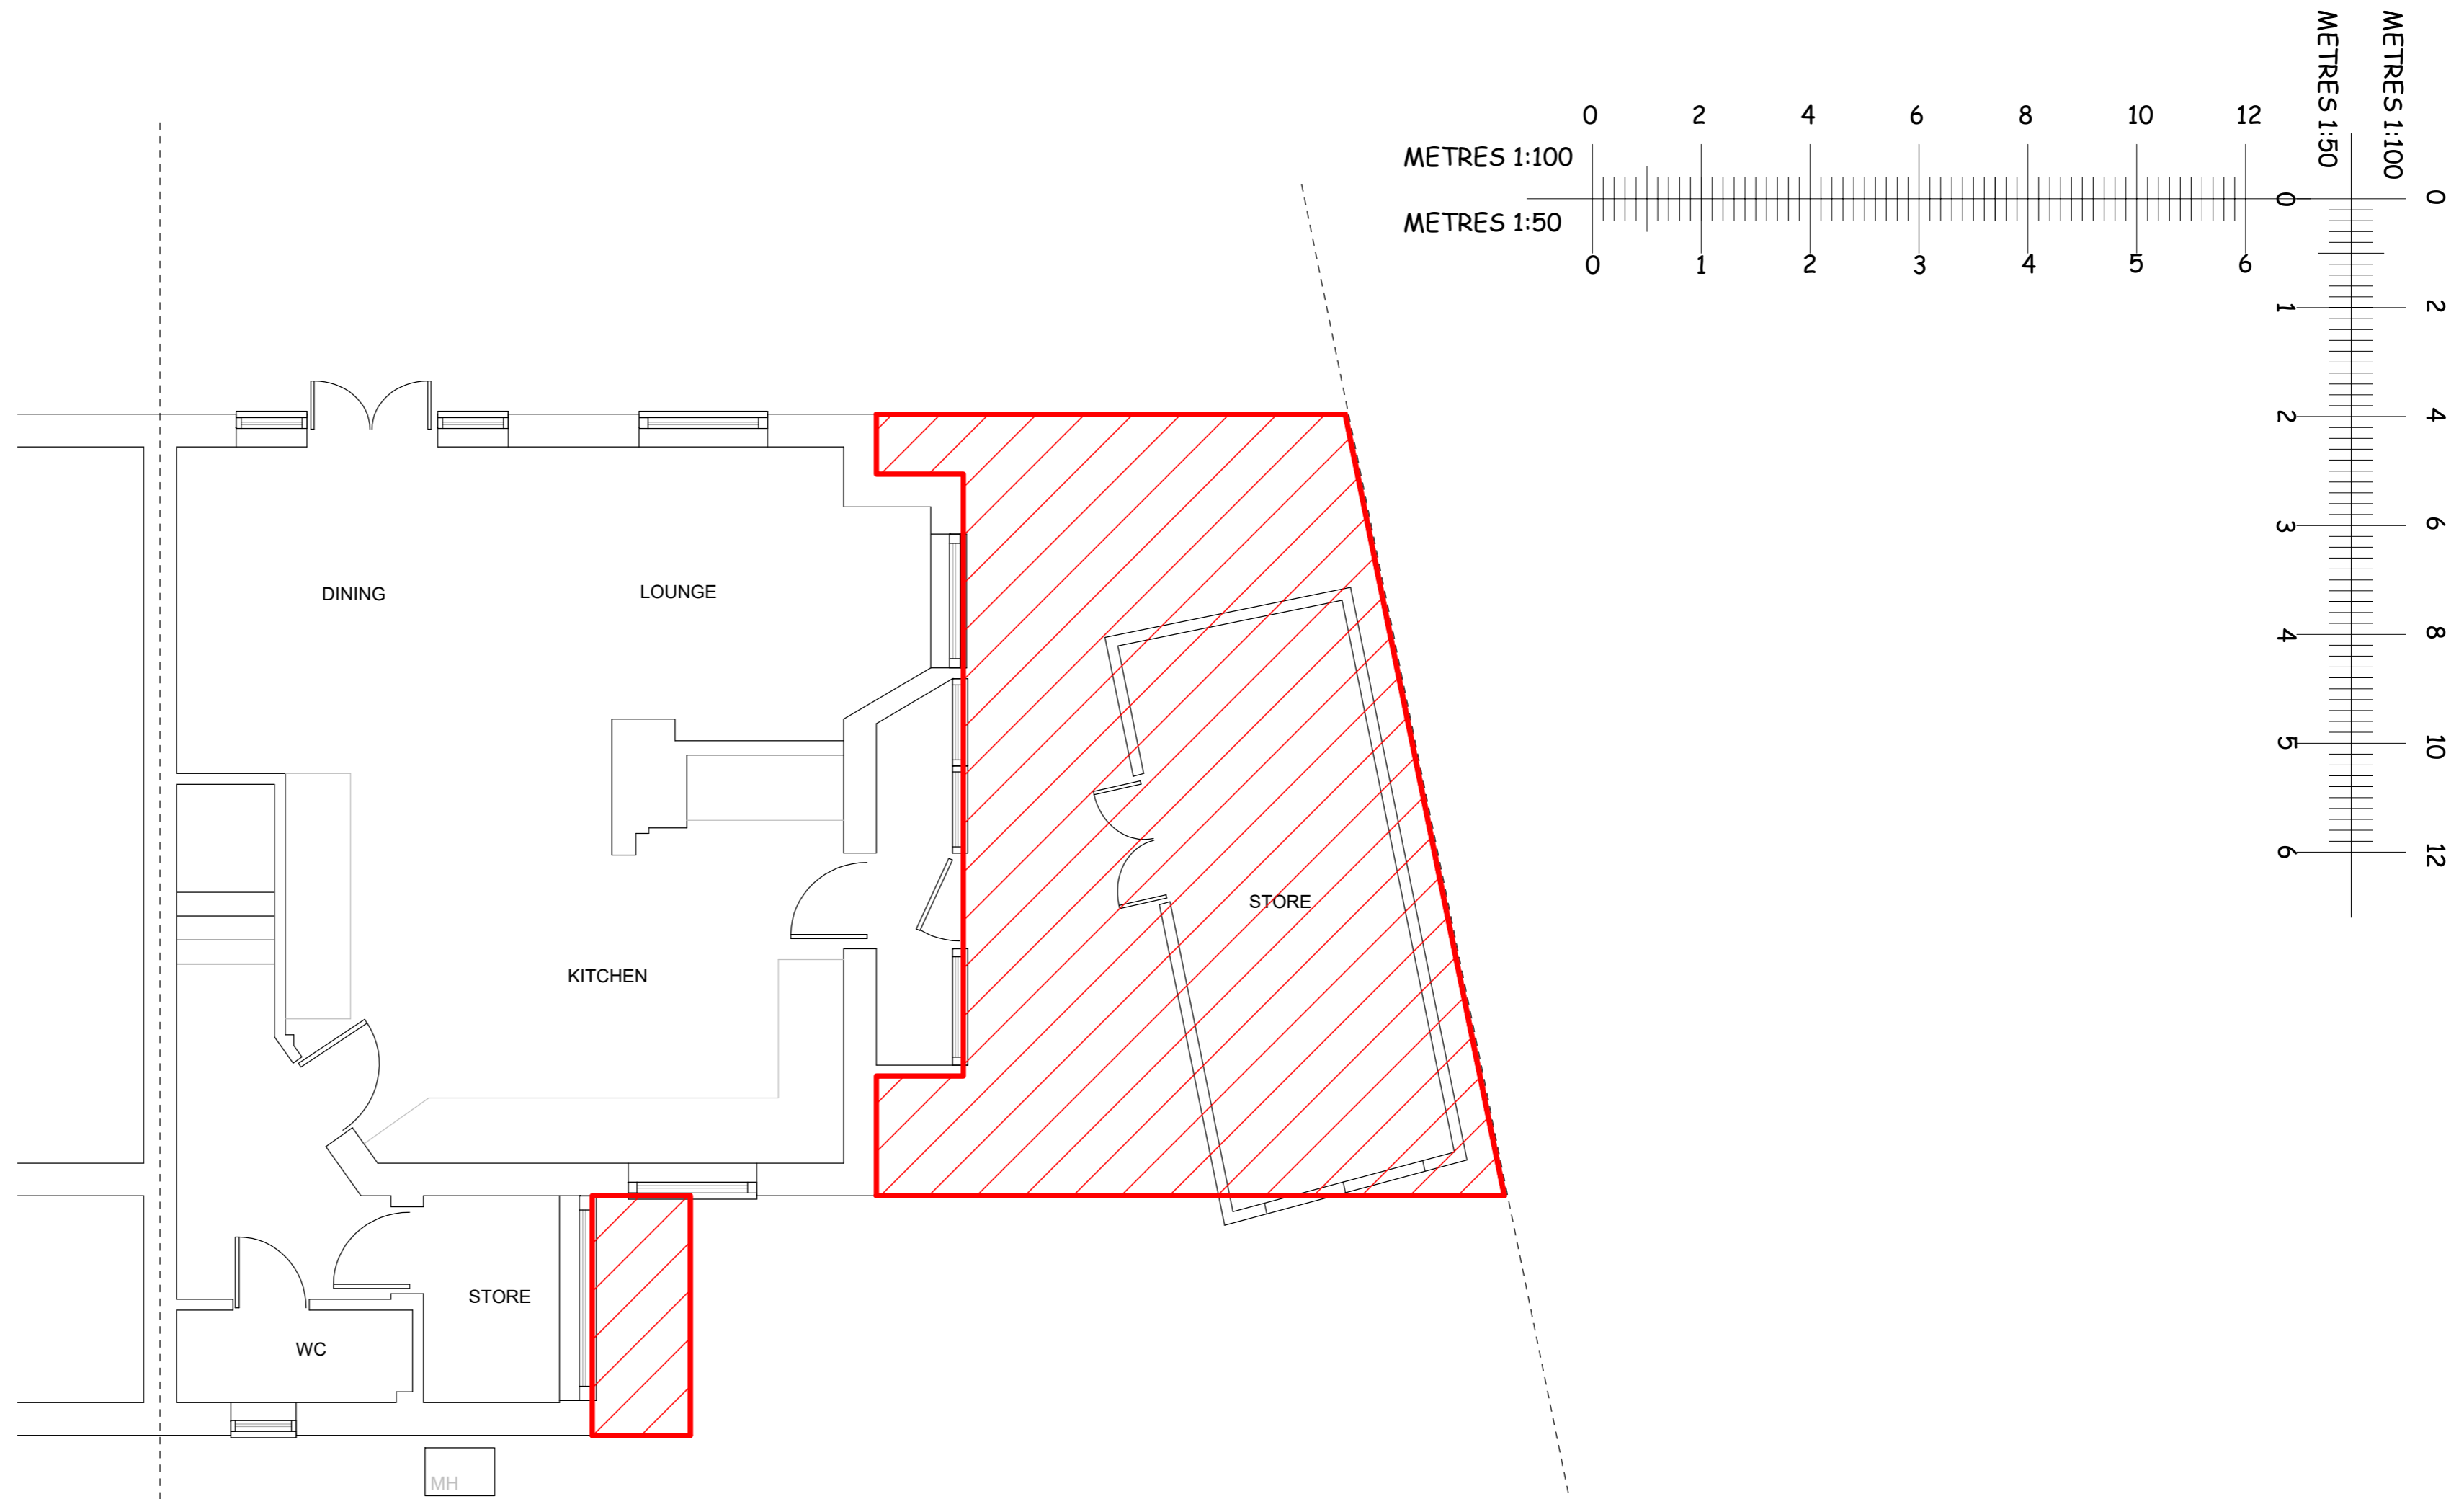 METRES 1:50
METRES 1:100
0 2 4 6 8 10 12
METRES 1:100
METRES 1:50
0 1 2 3 4 5 6
0 0
1 2
2 4
3 6
4 8
5 10
6 12
DINING
LOUNGE
STORE
KITCHEN
STORE
WC
MH